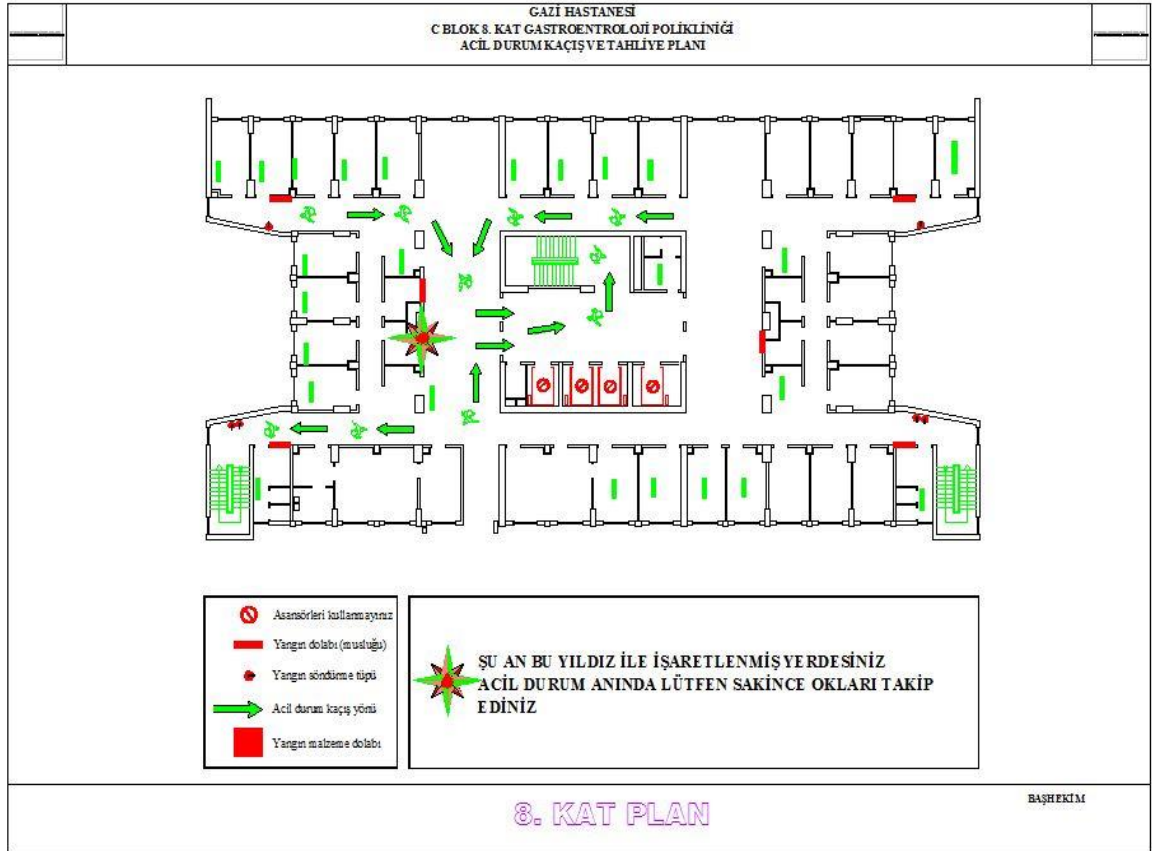 GAZİ HASTANESİ
C BLOK 8. KAT GASTROENTROLOJİ POLİKLİNİĞİ
ACİL DURUM KAÇIŞ VE TAHLİYE PLANI
Asansörleri kullanmayınız
Yangın dolabı (musluğu)
Yangın söndürme tüpü
Acil durum kaçış yönü
Yangın malzeme dolabı
ŞU AN BU YILDIZ İLE İŞARETLENMİŞ YERDESİNİZ
ACİL DURUM ANINDA LÜTFEN SAKİNCE OKLARI TAKİP
EDİNİZ
8. KAT PLAN
BAŞHEKİM